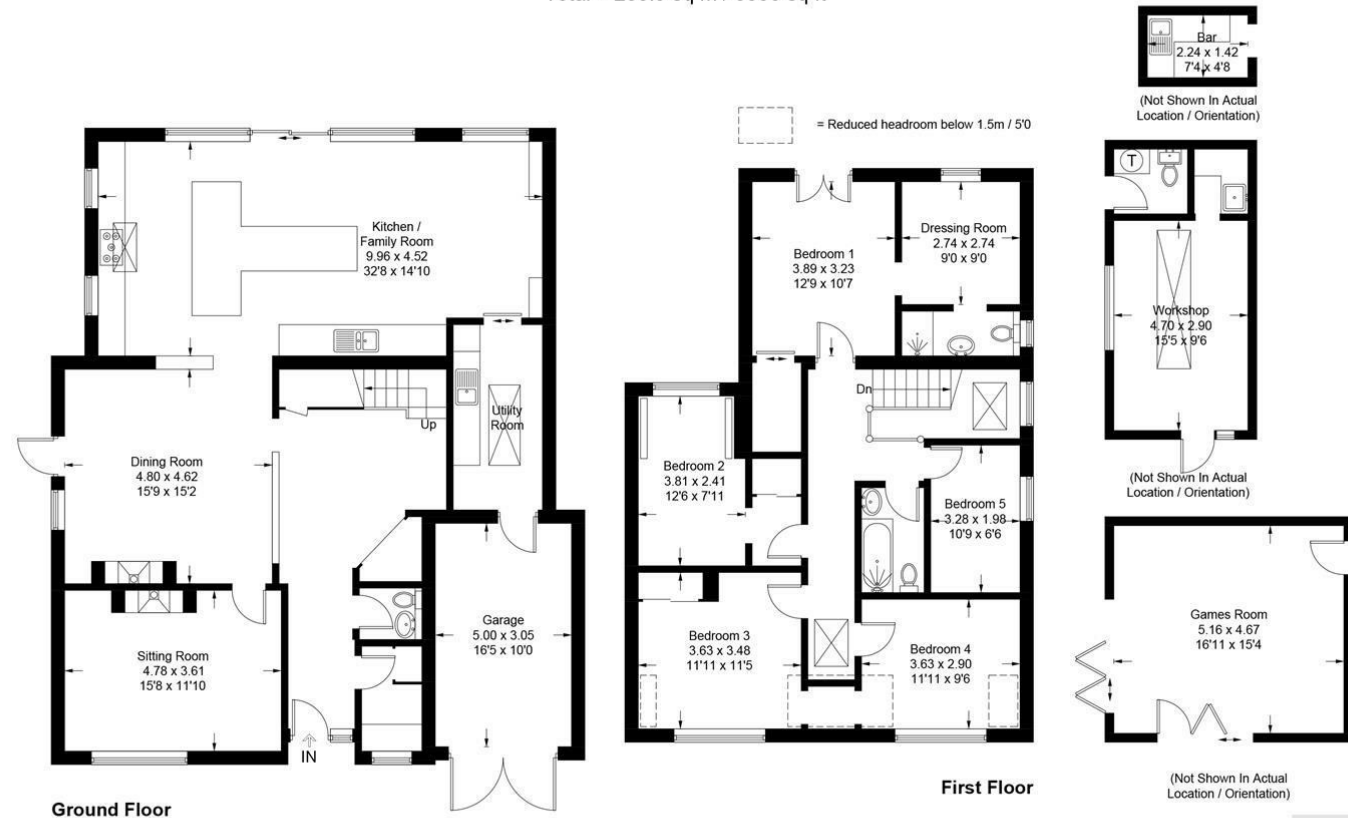 Bar
2.24 x 1.42
7'4 x 4'8
(Not Shown In Actual
Location / Orientation)
= Reduced headroom below 1.5m / 5'0
Kitchen /
Family Room
9.96 x 4.52
32'8 x 14'10
Utility
Room
Up
Dining Room
4.80 x 4.62
15'9 x 15'2
Sitting Room
4.78 x 3.61
15'8 x 11'10
Garage
5.00 x 3.05
16'5 x 10'0
IN
Ground Floor
Bedroom 1
3.89 x 3.23
12'9 x 10'7
Dressing Room
2.74 x 2.74
9'0 x 9'0
Dn
Bedroom 2
3.81 x 2.41
12'6 x 7'11
Bedroom 5
3.28 x 1.98
10'9 x 6'6
Bedroom 3
3.63 x 3.48
11'11 x 11'5
Bedroom 4
3.63 x 2.90
11'11 x 9'6
First Floor
T
Workshop
4.70 x 2.90
15'5 x 9'6
(Not Shown In Actual
Location / Orientation)
Games Room
5.16 x 4.67
16'11 x 15'4
(Not Shown In Actual
Location / Orientation)